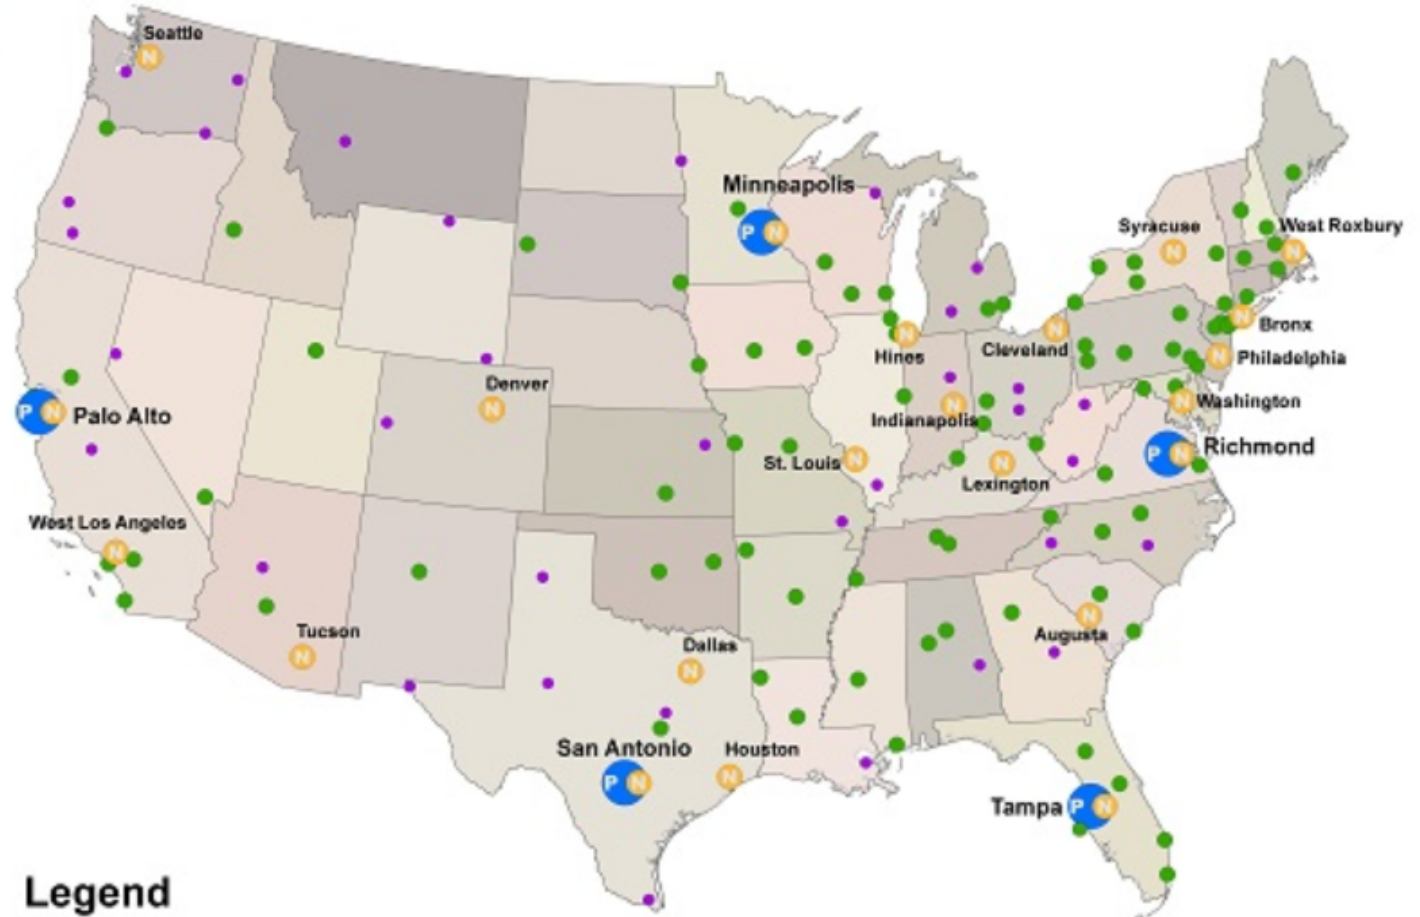 Seattle
N
Minneapolis
P N
Syracuse
N
West Roxbury
N
Hines
N
Cleveland
N
Bronx
N
Philadelphia
N
Denver
N
Palo Alto
P N
Indianapolis
N
Washington
N
Richmond
P N
St. Louis
N
Lexington
N
West Los Angeles
N
Tucson
N
Dallas
N
Augusta
N
San Antonio
P N
Houston
N
Tampa
P N
Legend